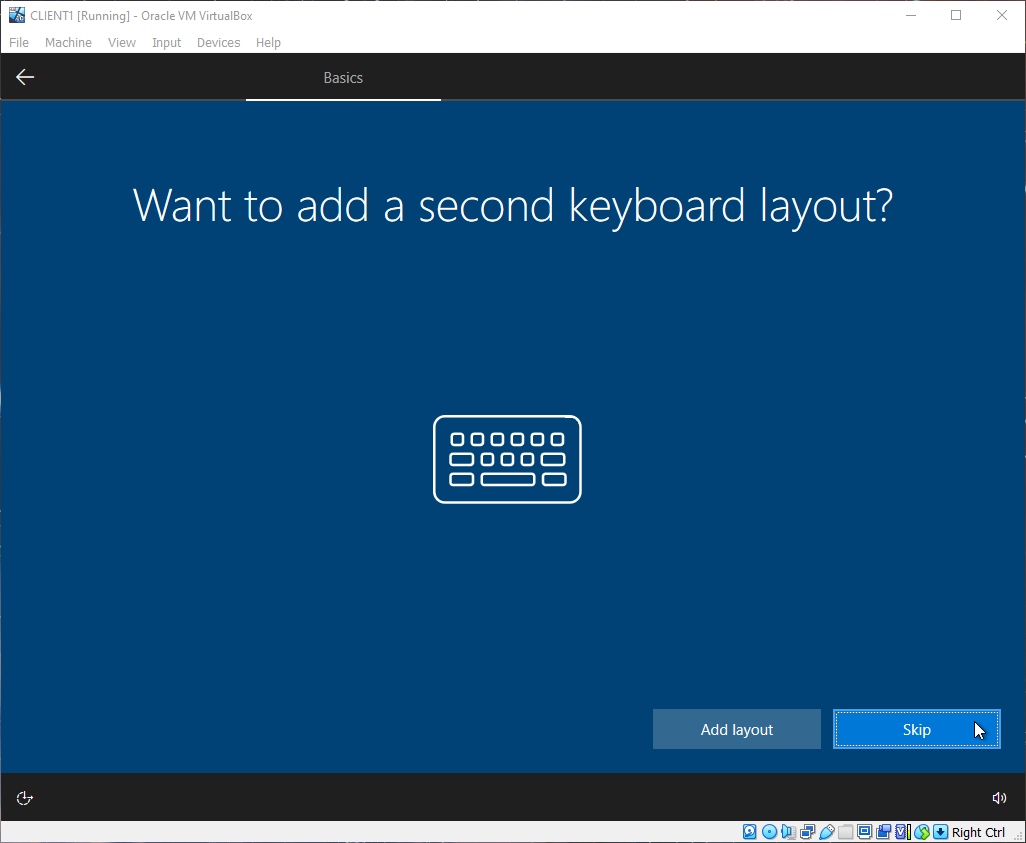 CLIENT1 [Running] - Oracle VM VirtualBox
File Machine View Input Devices Help
Basics
Want to add a second keyboard layout?
Add layout Skip
Right Ctrl